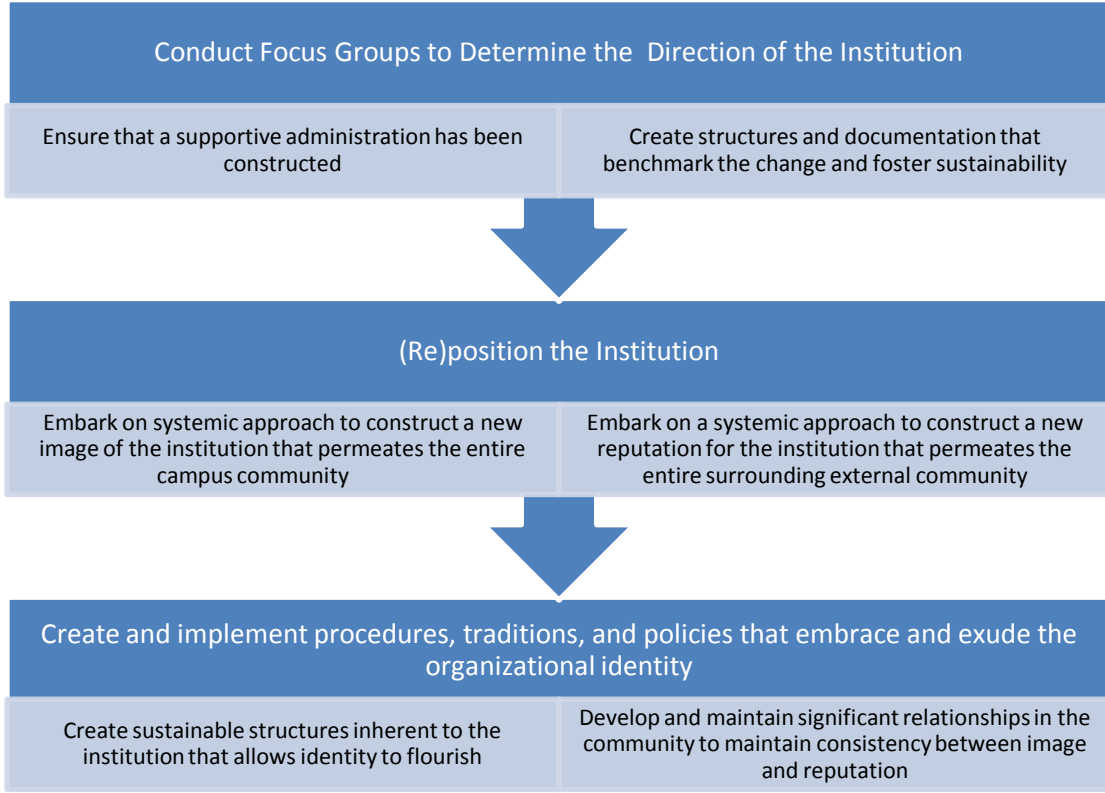 Conduct Focus Groups to Determine the Direction of the Institution
Ensure that a supportive administration has been
constructed
Create structures and documentation that
benchmark the change and foster sustainability
(Re)position the Institution
Embark on systemic approach to construct a new
image of the institution that permeates the entire
campus community
Embark on a systemic approach to construct a new
reputation for the institution that permeates the
entire surrounding external community
Create and implement procedures, traditions, and policies that embrace and exude the
organizational identity
Create sustainable structures inherent to the
institution that allows identity to flourish
Develop and maintain significant relationships in the
community to maintain consistency between image
and reputation